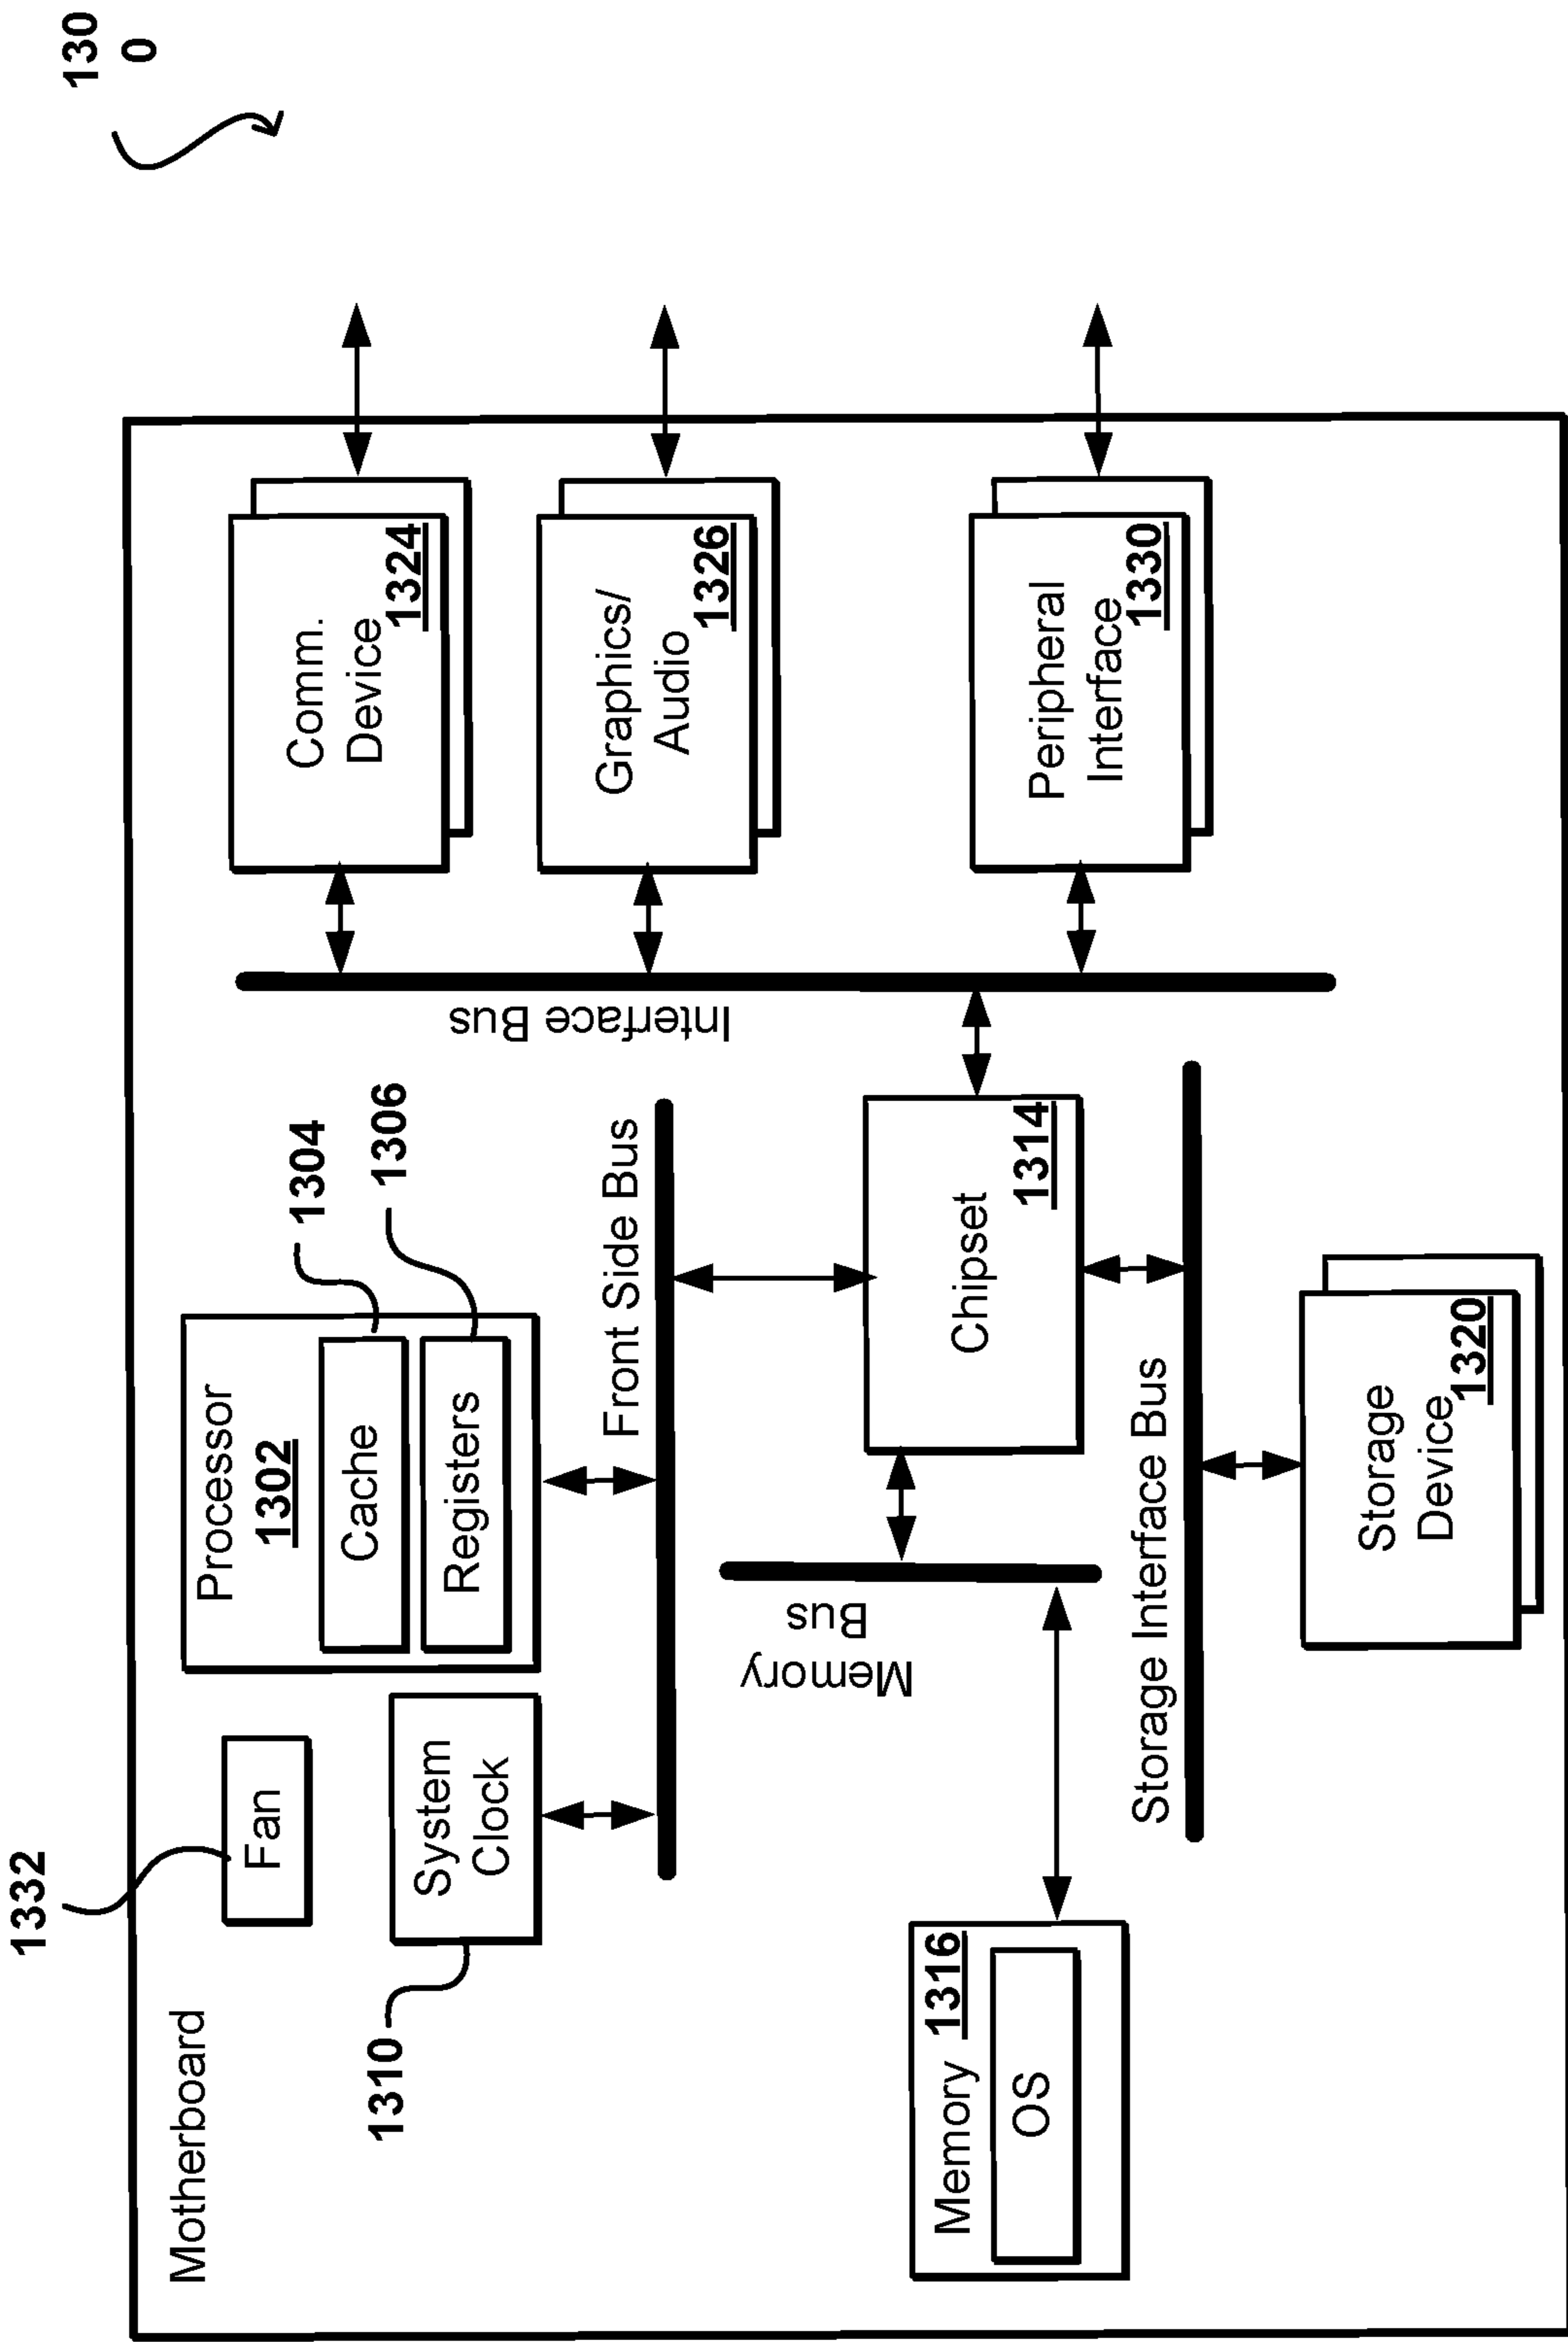 130
0
1332
Motherboard
Fan
Processor
1302
Cache
Registers
1304
1306
System
Clock
1310
Front Side Bus
Interface Bus
Comm.
Device
1324
Graphics/
Audio
1326
Peripheral
Interface
1330
Memory
Bus
Chipset
1314
Memory 1316
OS
Storage Interface Bus
Storage
Device
1320